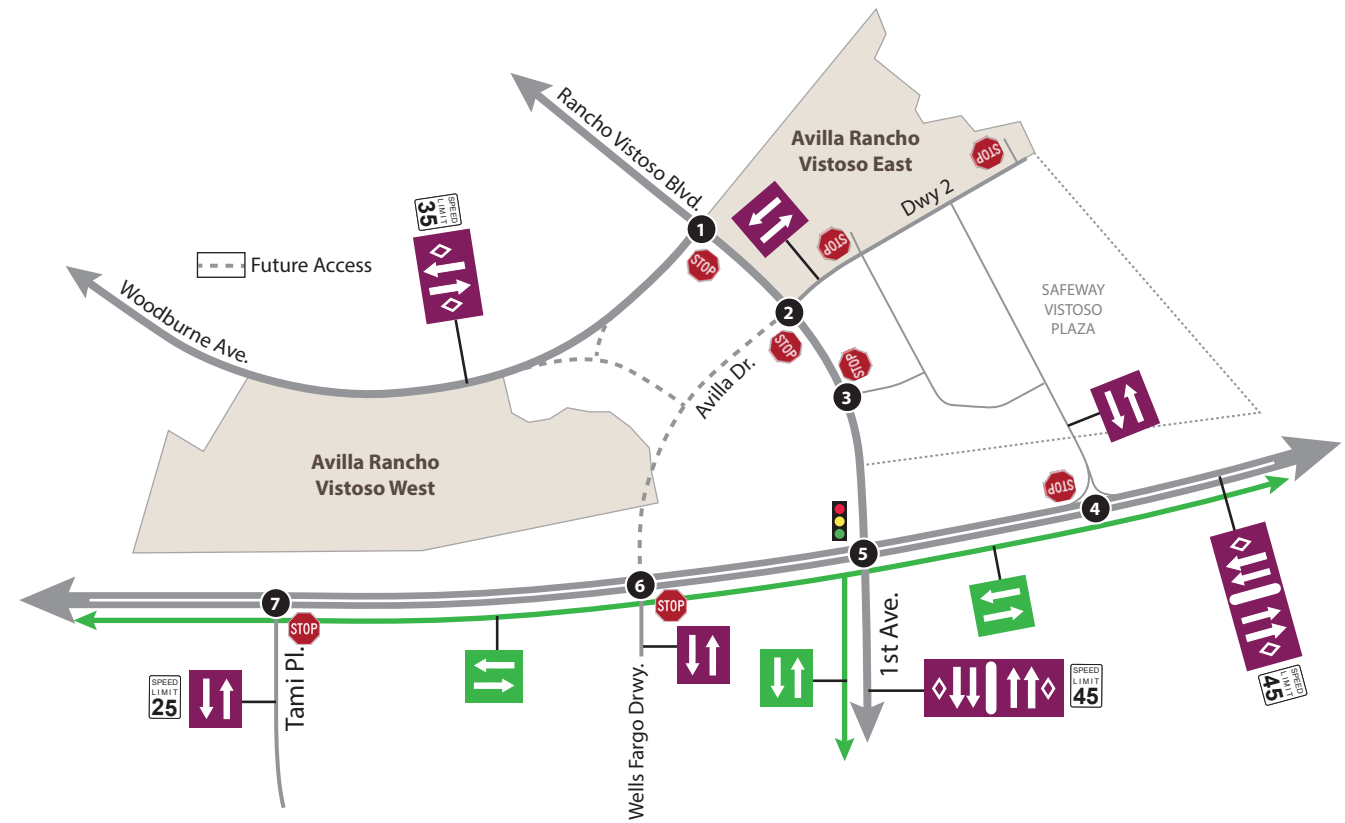 Rancho Vistoso Blvd.
Avilla Rancho
Vistoso East
STOP
Dwy 2
SPEED
LIMIT
35
1
STOP
STOP
Future Access
Woodburne Ave.
2
STOP
SAFEWAY
VISTOSO
PLAZA
Avilla Dr.
STOP
3
Avilla Rancho
Vistoso West
STOP
4
5
6
STOP
7
STOP
Tami Pl.
SPEED
LIMIT
25
Wells Fargo Drwy.
1st Ave.
SPEED
LIMIT
45
SPEED
LIMIT
45